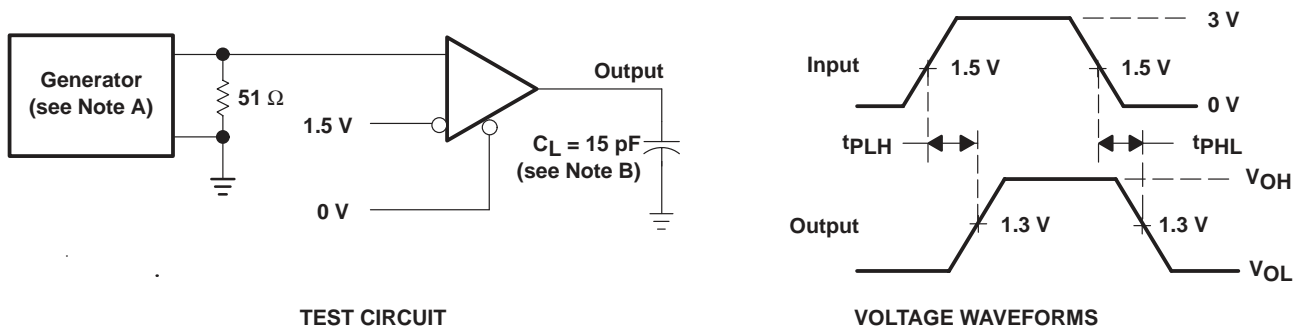 Generator
(see Note A)
51 Ω
1.5 V
0 V
Output
CL = 15 pF
(see Note B)
TEST CIRCUIT
Input
3 V
1.5 V
1.5 V
0 V
tPLH
tPHL
VOH
Output
1.3 V
1.3 V
VOL
VOLTAGE WAVEFORMS